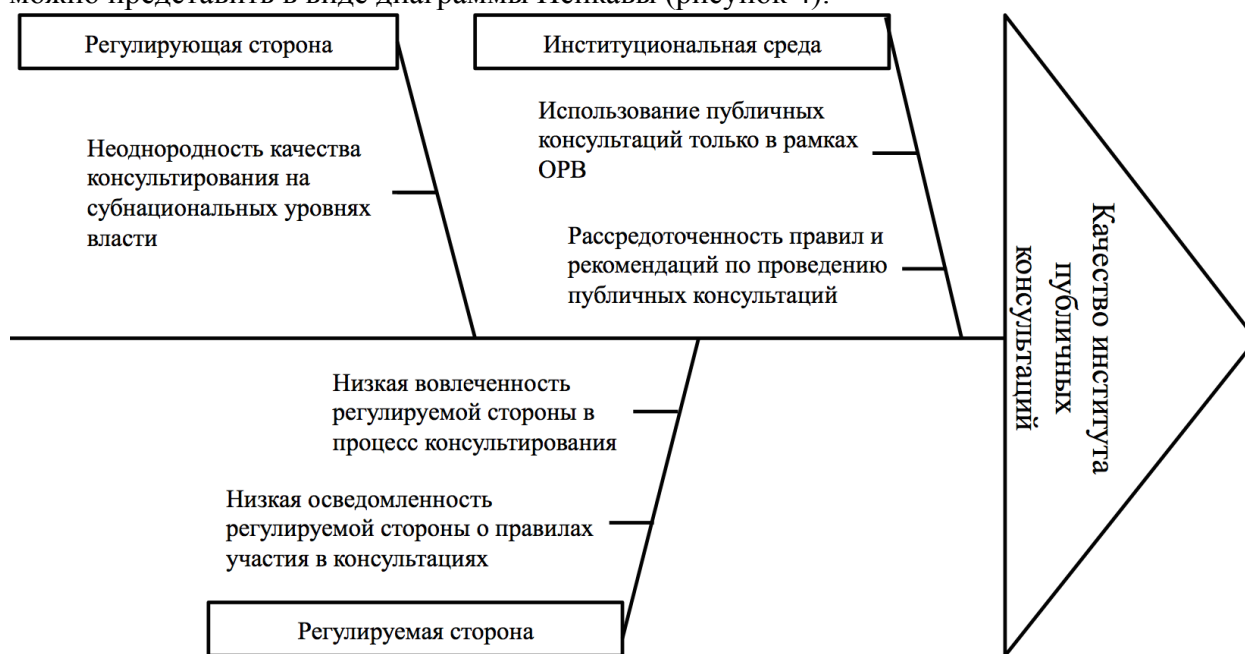 можно представить в виде диаграммы Исикавы (рисунок 4).
Регулирующая сторона
Институциональная среда
Неоднородность качества
консультирования на
субнациональных уровнях
власти
Использование публичных
консультаций только в рамках
ОРВ
Рассредоточенность правил и
рекомендаций по проведению
публичных консультаций
Качество института
публичных
консультаций
Низкая вовлеченность
регулируемой стороны в
процесс консультирования
Низкая осведомленность
регулируемой стороны о правилах
участия в консультациях
Регулируемая сторона